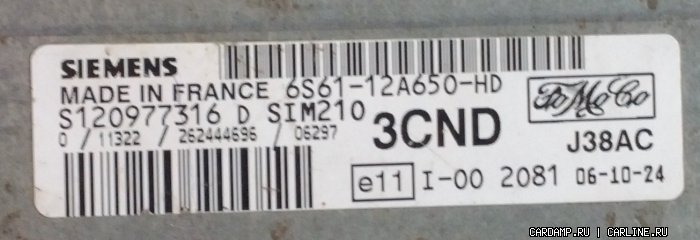 SIEMENS
MADE IN FRANCE 6S61-12A650-HD
S120977316 D SIM210
0 / 11322 / 262444696 / 06297
3CND
FoMoCo
J38AC
e11 I-00 2081 06-10-24
CARDAMP.RU / CARLINE.RU